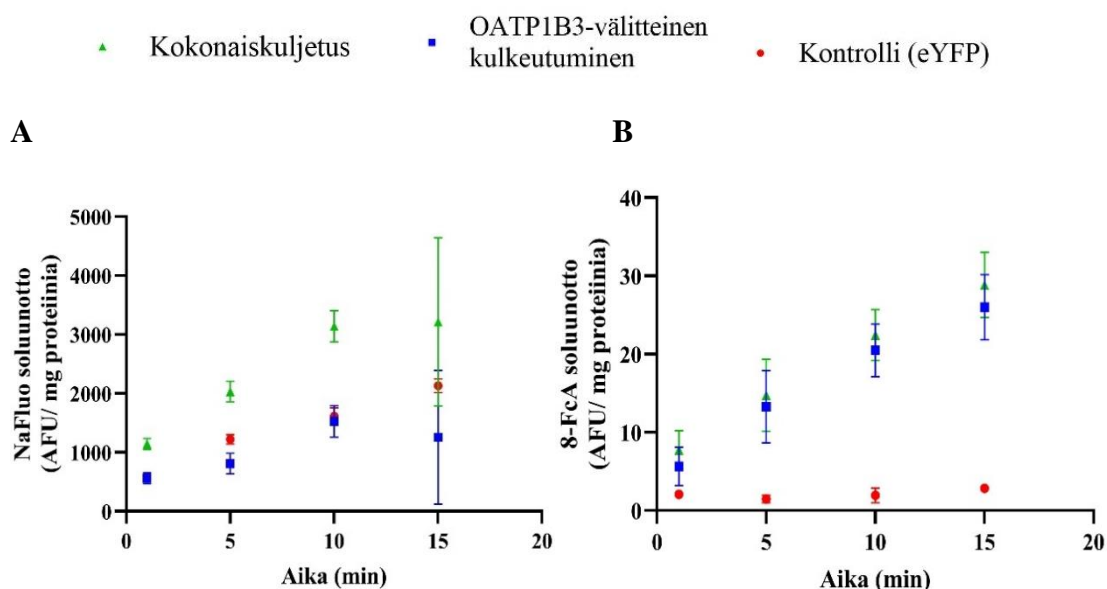 Kokonaiskuljetus
OATP1B3-välitteinen
kulkeutuminen
Kontrolli (eYFP)
A
B
NaFluo soluunotto
(AFU/ mg proteiinia)
5000
4000
3000
2000
1000
0
0
5
10
15
20
Aika (min)
8-FcA soluunotto
(AFU/ mg proteiinia)
40
30
20
10
0
0
5
10
15
20
Aika (min)